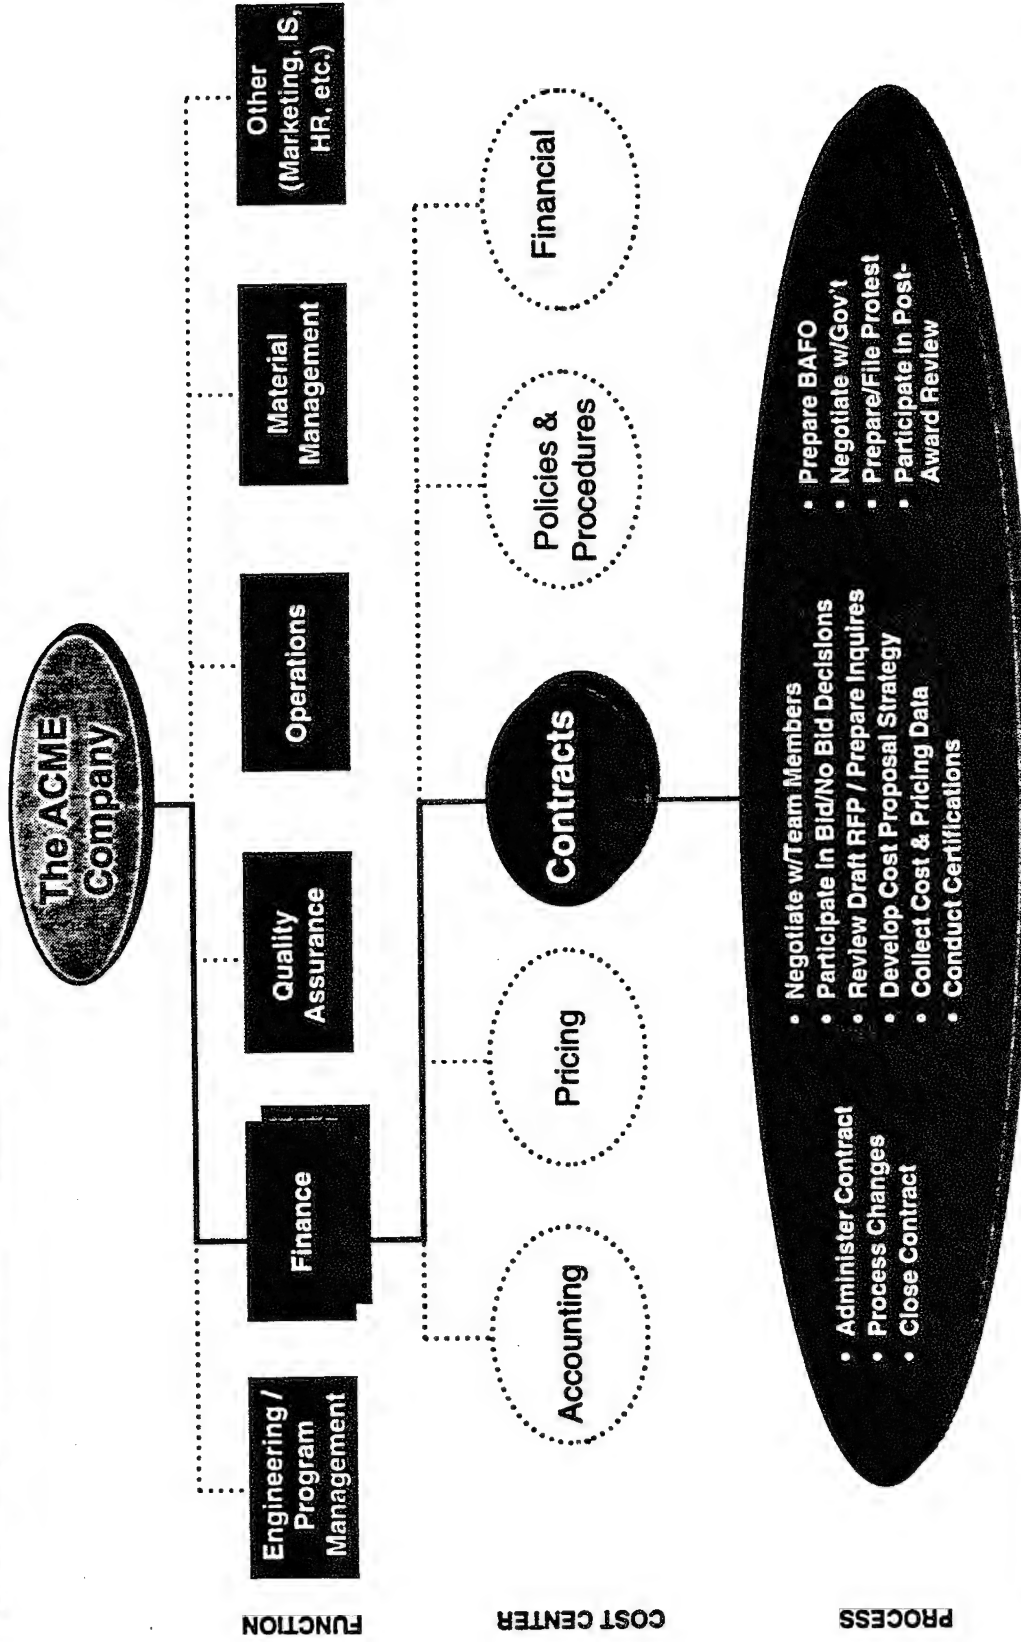 The ACME
Company
FUNCTION
Engineering /
Program
Management
Finance
Quality
Assurance
Operations
Material
Management
Other
(Marketing, IS,
HR, etc.)
COST CENTER
Accounting
Pricing
Contracts
Policies &
Procedures
Financial
PROCESS
• Administer Contract
• Process Changes
• Close Contract
• Negotiate w/Team Members
• Participate In Bid/No Bid Decisions
• Review Draft RFP / Prepare Inquires
• Develop Cost Proposal Strategy
• Collect Cost & Pricing Data
• Conduct Certifications
• Prepare BAFO
• Negotiate w/Gov't
• Prepare/File Protest
• Participate In Post-
Award Review